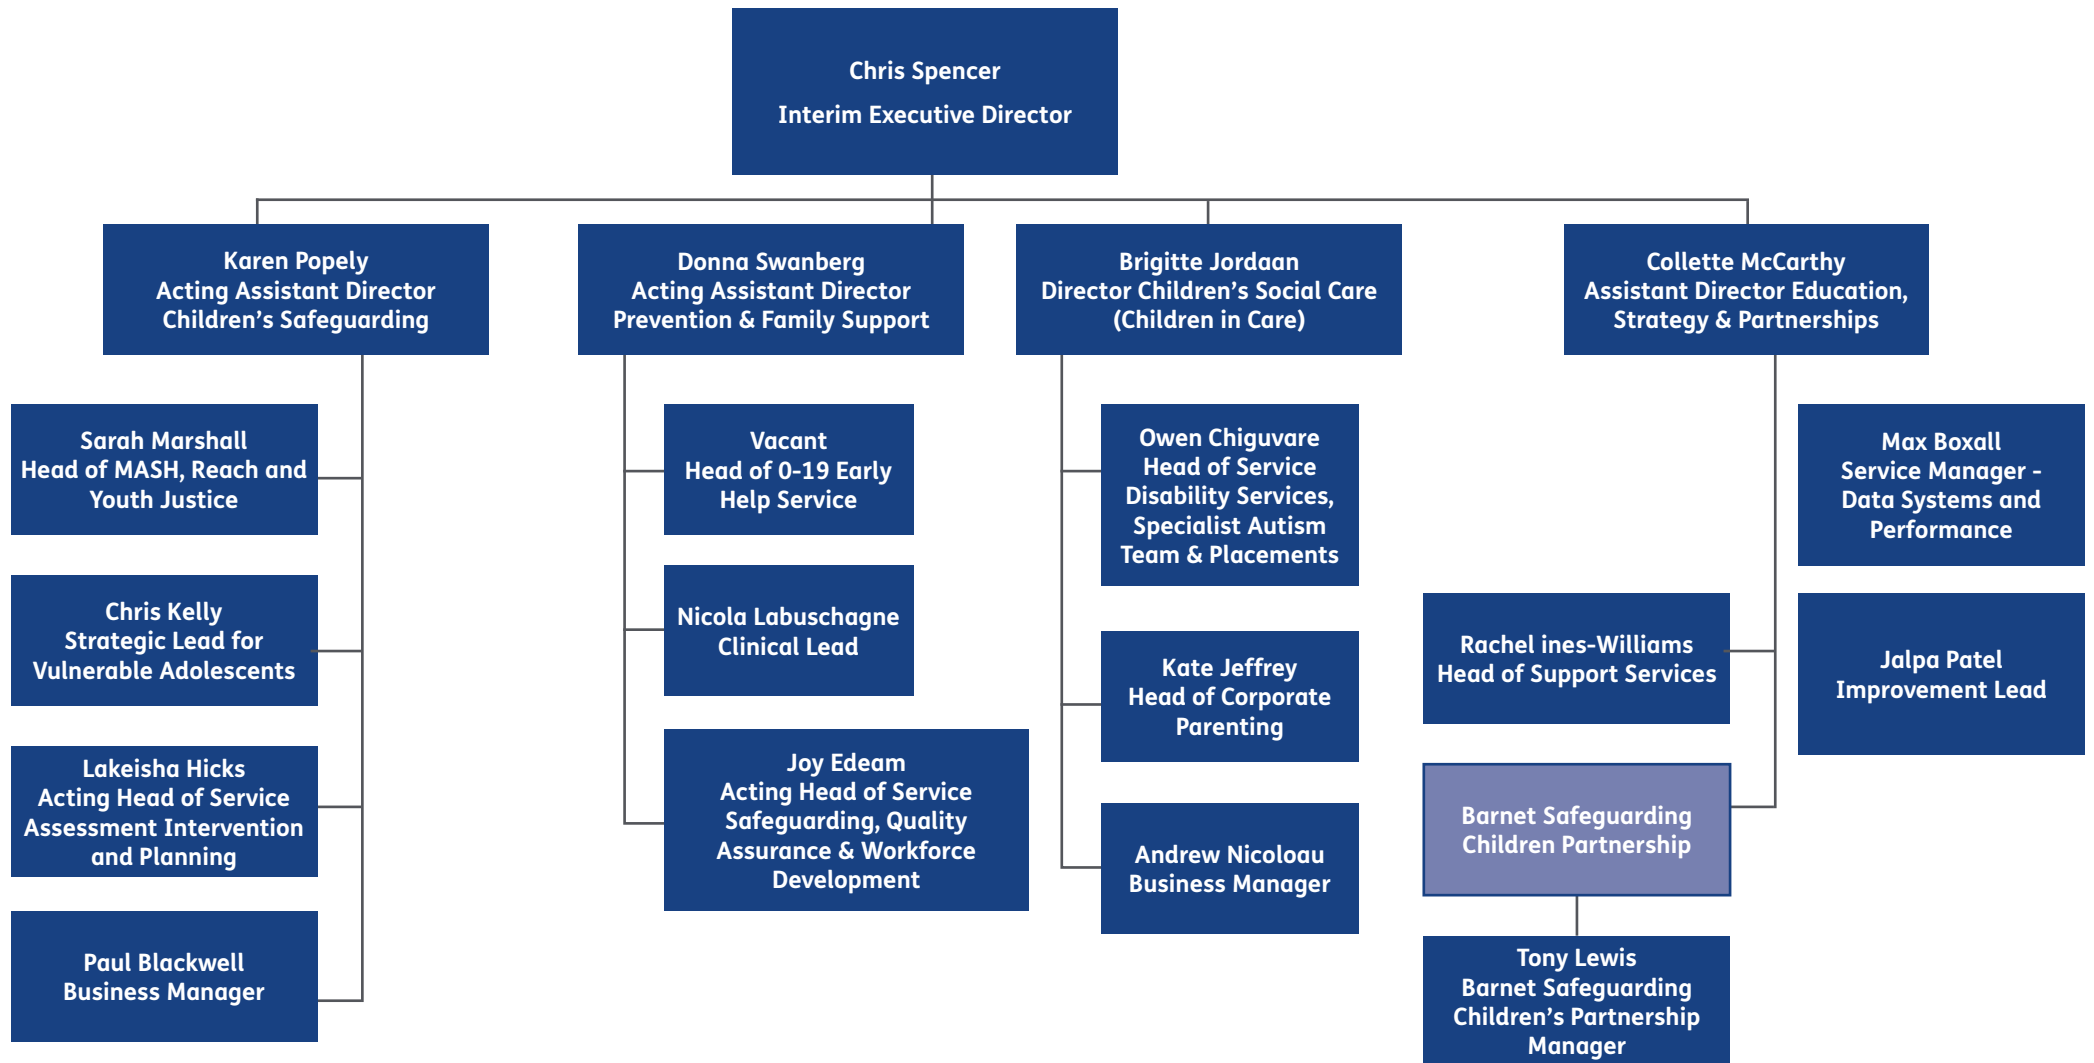 Chris Spencer
Interim Executive Director
Karen Popely
Acting Assistant Director
Children's Safeguarding
Donna Swanberg
Acting Assistant Director
Prevention & Family Support
Brigitte Jordaan
Director Children's Social Care
(Children in Care)
Collette McCarthy
Assistant Director Education,
Strategy & Partnerships
Sarah Marshall
Head of MASH, Reach and
Youth Justice
Chris Kelly
Strategic Lead for
Vulnerable Adolescents
Lakeisha Hicks
Acting Head of Service
Assessment Intervention
and Planning
Paul Blackwell
Business Manager
Vacant
Head of 0-19 Early
Help Service
Nicola Labuschagne
Clinical Lead
Joy Edeam
Acting Head of Service
Safeguarding, Quality
Assurance & Workforce
Development
Owen Chiguvare
Head of Service
Disability Services,
Specialist Autism
Team & Placements
Kate Jeffrey
Head of Corporate
Parenting
Andrew Nicoloau
Business Manager
Max Boxall
Service Manager -
Data Systems and
Performance
Rachel ines-Williams
Head of Support Services
Jalpa Patel
Improvement Lead
Barnet Safeguarding
Children Partnership
Tony Lewis
Barnet Safeguarding
Children's Partnership
Manager